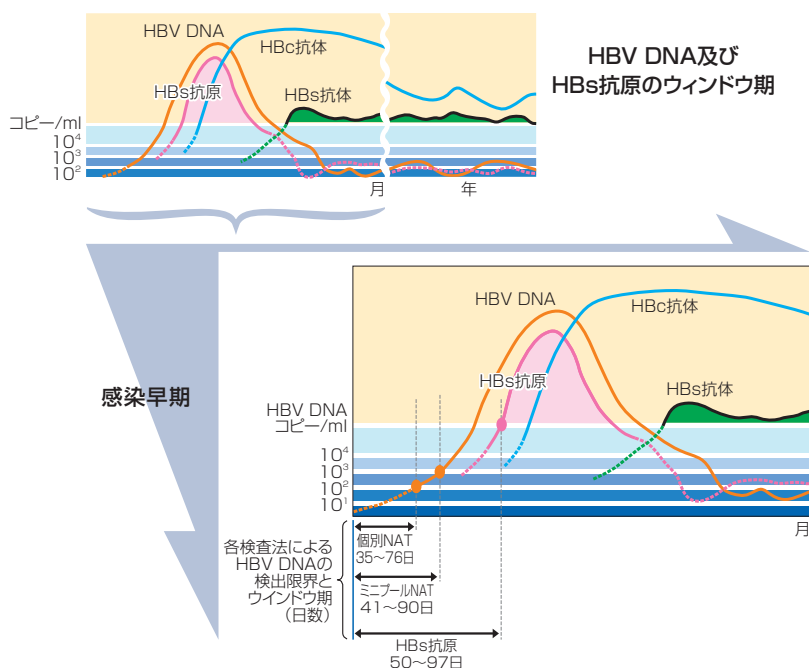 HBV DNA及び
HBs抗原のウィンドウ期
HBV DNA
HBc抗体
HBs抗原
HBs抗体
コピー/ml
10⁴
10³
10²
月
年
感染早期
HBV DNA
HBc抗体
HBs抗原
HBs抗体
HBV DNA
コピー/ml
10⁴
10³
10²
10¹
月
各検査法による
HBV DNAの
検出限界と
ウインドウ期
(日数)
個別NAT
35〜76日
ミニプールNAT
41〜90日
HBs抗原
50〜97日